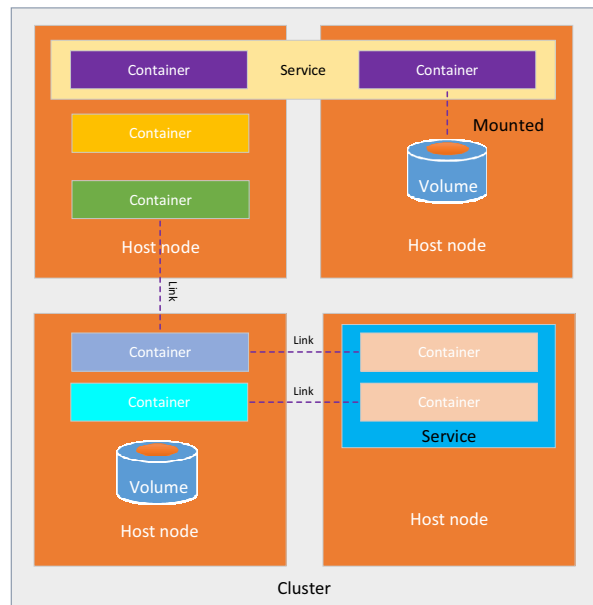 Container
Service
Container
Container
Mounted
Container
Volume
Host node
Host node
Link
Container
Link
Container
Container
Link
Container
Service
Volume
Host node
Host node
Cluster